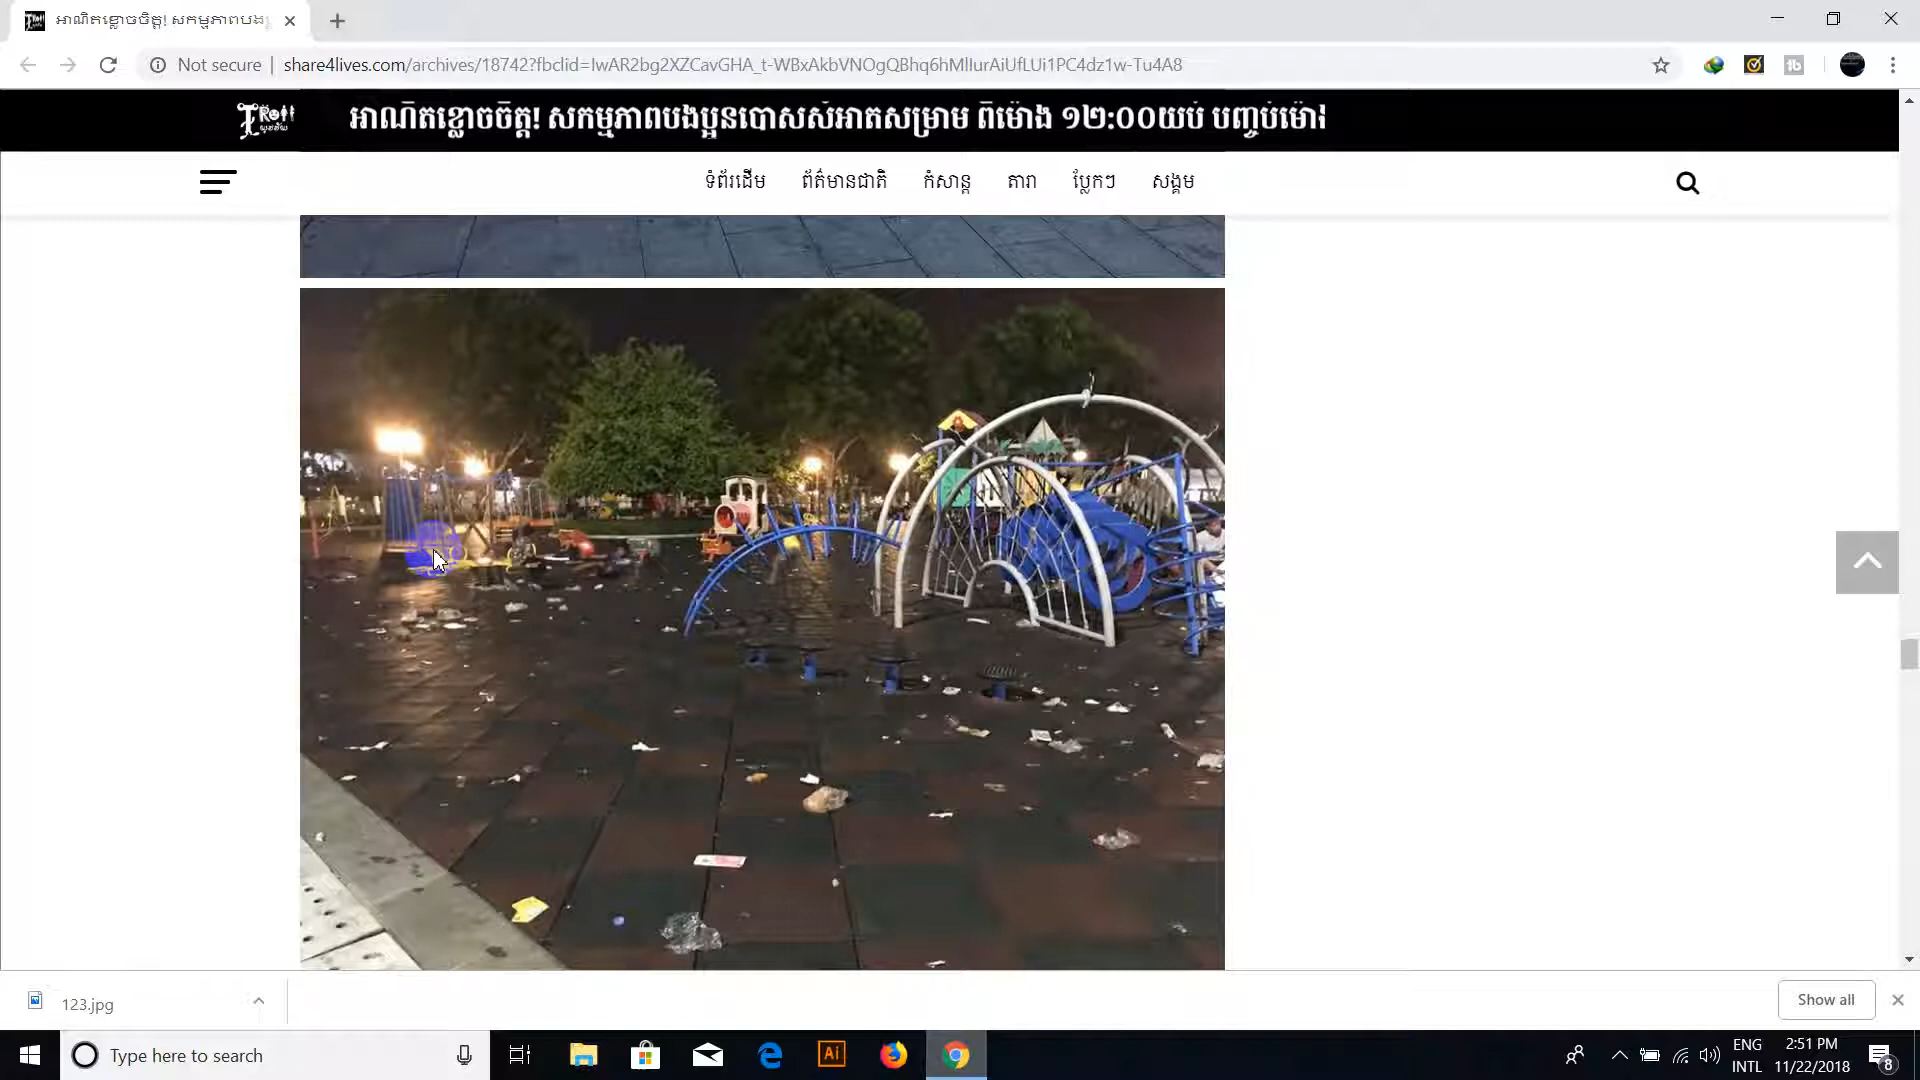 អាណិតខ្លោចចិត្ត! សកម្មភាពបង
Not secure | share4lives.com/archives/18742?fbclid=IwAR2bg2XZCavGHA_t-WBxAkbVNOgQBhq6hMlIurAiUfLUi1PC4dz1w-Tu4A8
TRoll អាណិតខ្លោចចិត្ត! សកម្មភាពបងប្អូនបោសសំអាតសម្រាម ពីម៉ោង ១២:០០យប់ បញ្ចប់ម៉ោ
ទំព័រដើម ព័ត៌មានជាតិ កំសាន្ត តារា ប្លែកៗ សង្គម
123.jpg
Show all
Type here to search
Ai
ENG
INTL
2:51 PM
11/22/2018
8